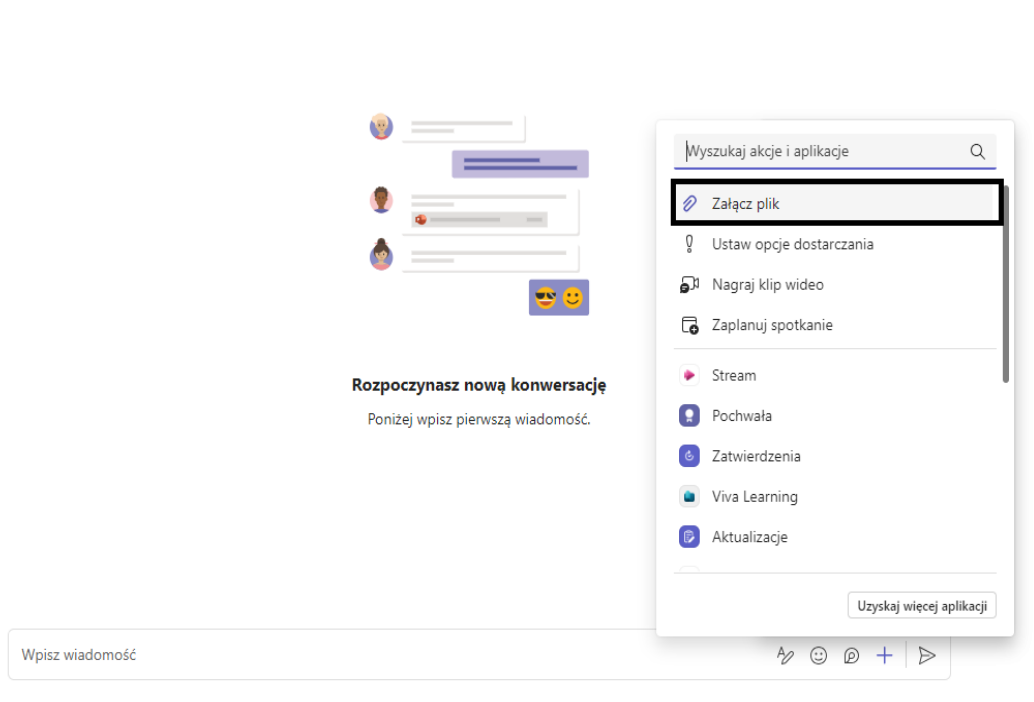 Wyszukaj akcje i aplikacje
Załącz plik
Ustaw opcje dostarczania
Nagraj klip wideo
Zaplanuj spotkanie
Stream
Pochwała
Zatwierdzenia
Viva Learning
Aktualizacje
Uzyskaj więcej aplikacji
Rozpoczynasz nową konwersację
Poniżej wpisz pierwszą wiadomość.
Wpisz wiadomość